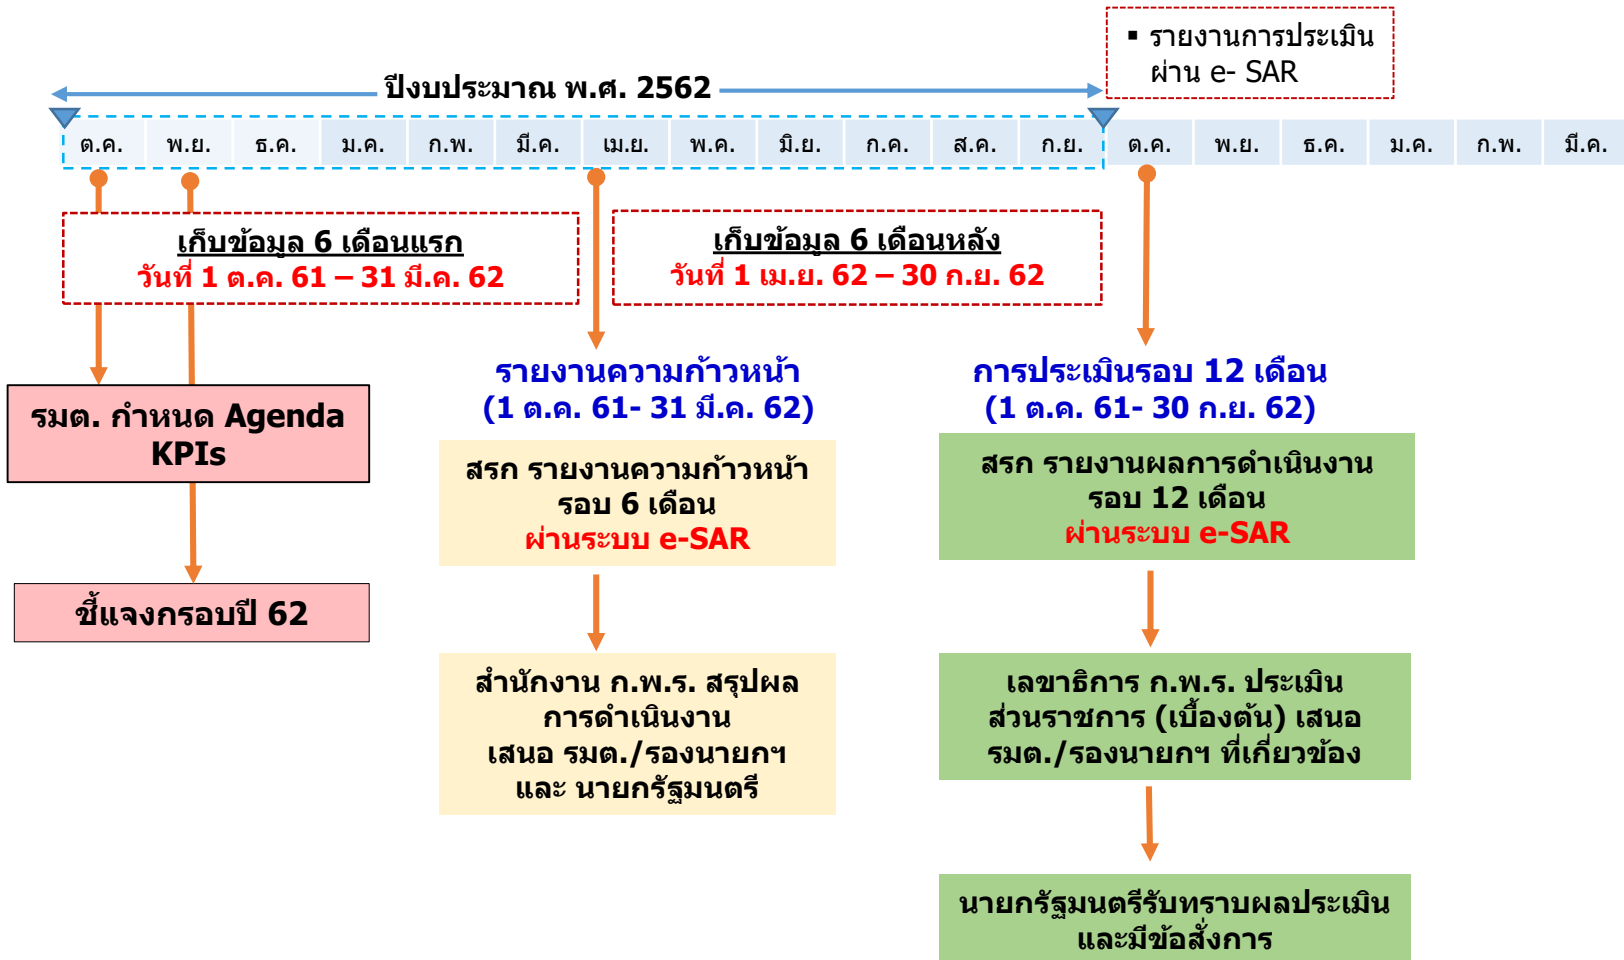 ▪ รายงานการประเมิน
ผ่าน e- SAR
ปีงบประมาณ พ.ศ. 2562
ต.ค. พ.ย. ธ.ค. ม.ค. ก.พ. มี.ค. เม.ย. พ.ค. มิ.ย. ก.ค. ส.ค. ก.ย. ต.ค. พ.ย. ธ.ค. ม.ค. ก.พ. มี.ค.
เก็บข้อมูล 6 เดือนแรก
วันที่ 1 ต.ค. 61 – 31 มี.ค. 62
เก็บข้อมูล 6 เดือนหลัง
วันที่ 1 เม.ย. 62 – 30 ก.ย. 62
รมต. กำหนด Agenda
KPIs
ชี้แจงกรอบปี 62
รายงานความก้าวหน้า
(1 ต.ค. 61- 31 มี.ค. 62)
สรก รายงานความก้าวหน้า
รอบ 6 เดือน
ผ่านระบบ e-SAR
สำนักงาน ก.พ.ร. สรุปผล
การดำเนินงาน
เสนอ รมต./รองนายกฯ
และ นายกรัฐมนตรี
การประเมินรอบ 12 เดือน
(1 ต.ค. 61- 30 ก.ย. 62)
สรก รายงานผลการดำเนินงาน
รอบ 12 เดือน
ผ่านระบบ e-SAR
เลขาธิการ ก.พ.ร. ประเมิน
ส่วนราชการ (เบื้องต้น) เสนอ
รมต./รองนายกฯ ที่เกี่ยวข้อง
นายกรัฐมนตรีรับทราบผลประเมิน
และมีข้อสั่งการ